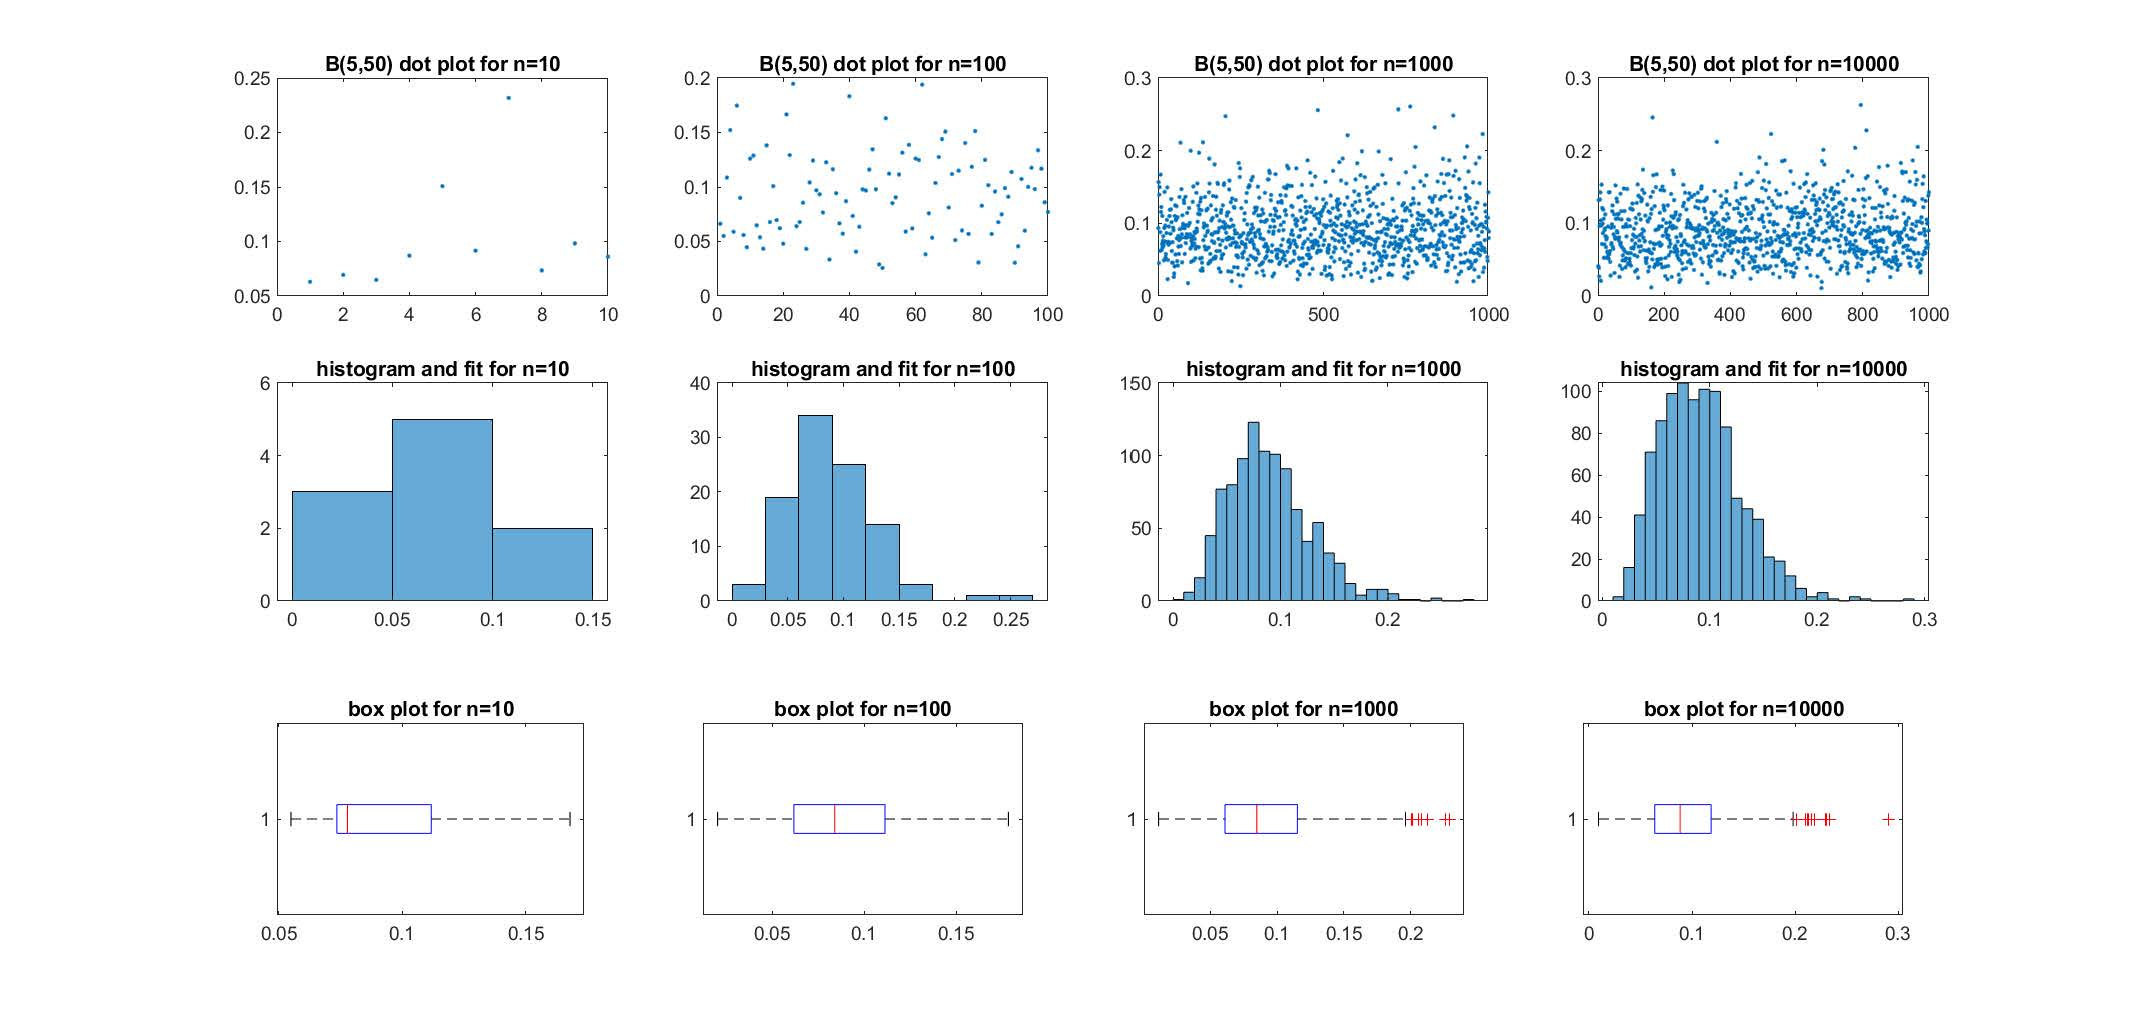 B(5,50) dot plot for n=10
B(5,50) dot plot for n=100
B(5,50) dot plot for n=1000
B(5,50) dot plot for n=10000
0.25
0.2
0.15
0.1
0.05
0 2 4 6 8 10
0.2
0.15
0.1
0.05
0
0 20 40 60 80 100
0.3
0.2
0.1
0
0 500 1000
0.3
0.2
0.1
0
0 200 400 600 800 1000
histogram and fit for n=10
histogram and fit for n=100
histogram and fit for n=1000
histogram and fit for n=10000
6
4
2
0
0 0.05 0.1 0.15
40
30
20
10
0
0 0.05 0.1 0.15 0.2 0.25
150
100
50
0
0 0.1 0.2
100
80
60
40
20
0
0 0.1 0.2 0.3
box plot for n=10
box plot for n=100
box plot for n=1000
box plot for n=10000
1
0.05 0.1 0.15
1
0.05 0.1 0.15
1
0.05 0.1 0.15 0.2
1
0 0.1 0.2 0.3